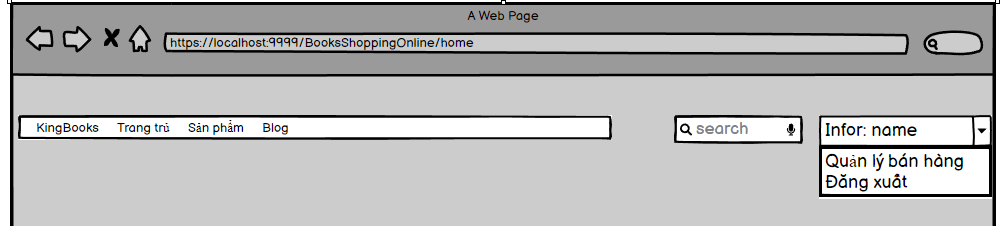 A Web Page
https://localhost:9999/BooksShoppingOnline/home
KingBooks Trang trủ Sản phẩm Blog
search
Infor: name
Quản lý bán hàng
Đăng xuất